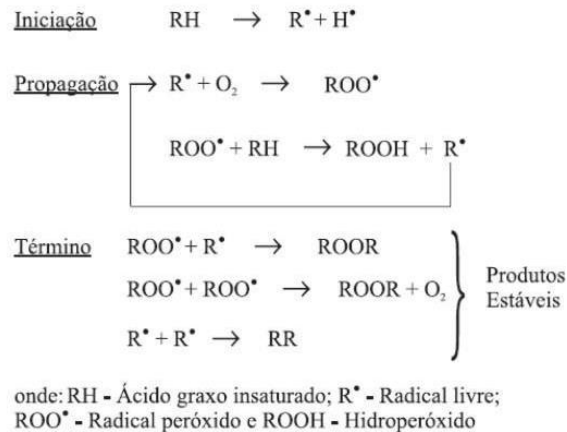 Iniciação RH → R• + H•
Propagação → R• + O₂ → ROO•
ROO• + RH → ROOH + R•
Término ROO• + R• → ROOR
ROO• + ROO• → ROOR + O₂
R• + R• → RR
Produtos
Estáveis
onde: RH - Ácido graxo insaturado; R• - Radical livre;
ROO• - Radical peróxido e ROOH - Hidroperóxido